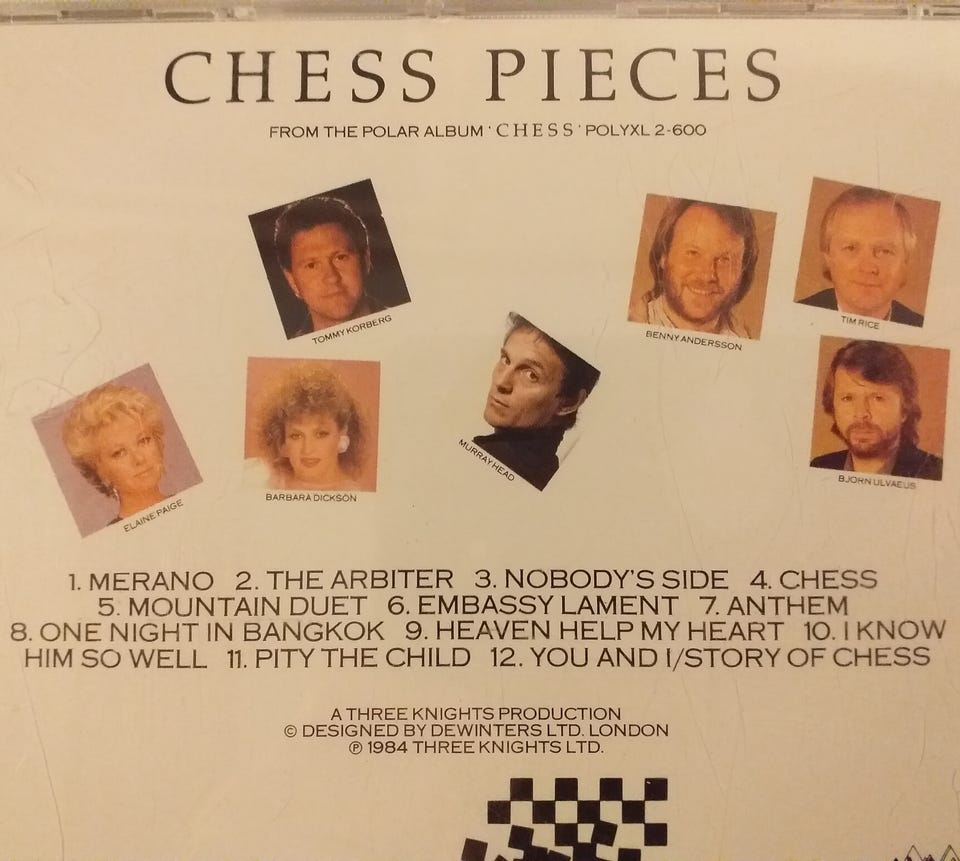 CHESS PIECES
FROM THE POLAR ALBUM 'CHESS' POLYXL 2-600
TOMMY KORBERG
BENNY ANDERSSON
TIM RICE
ELAINE PAIGE
BARBARA DICKSON
MURRAY HEAD
BJORN ULVAEUS
1. MERANO 2. THE ARBITER 3. NOBODY'S SIDE 4. CHESS
5. MOUNTAIN DUET 6. EMBASSY LAMENT 7. ANTHEM
8. ONE NIGHT IN BANGKOK 9. HEAVEN HELP MY HEART 10. I KNOW
HIM SO WELL 11. PITY THE CHILD 12. YOU AND I/STORY OF CHESS
A THREE KNIGHTS PRODUCTION
© DESIGNED BY DEWINTERS LTD. LONDON
℗ 1984 THREE KNIGHTS LTD.